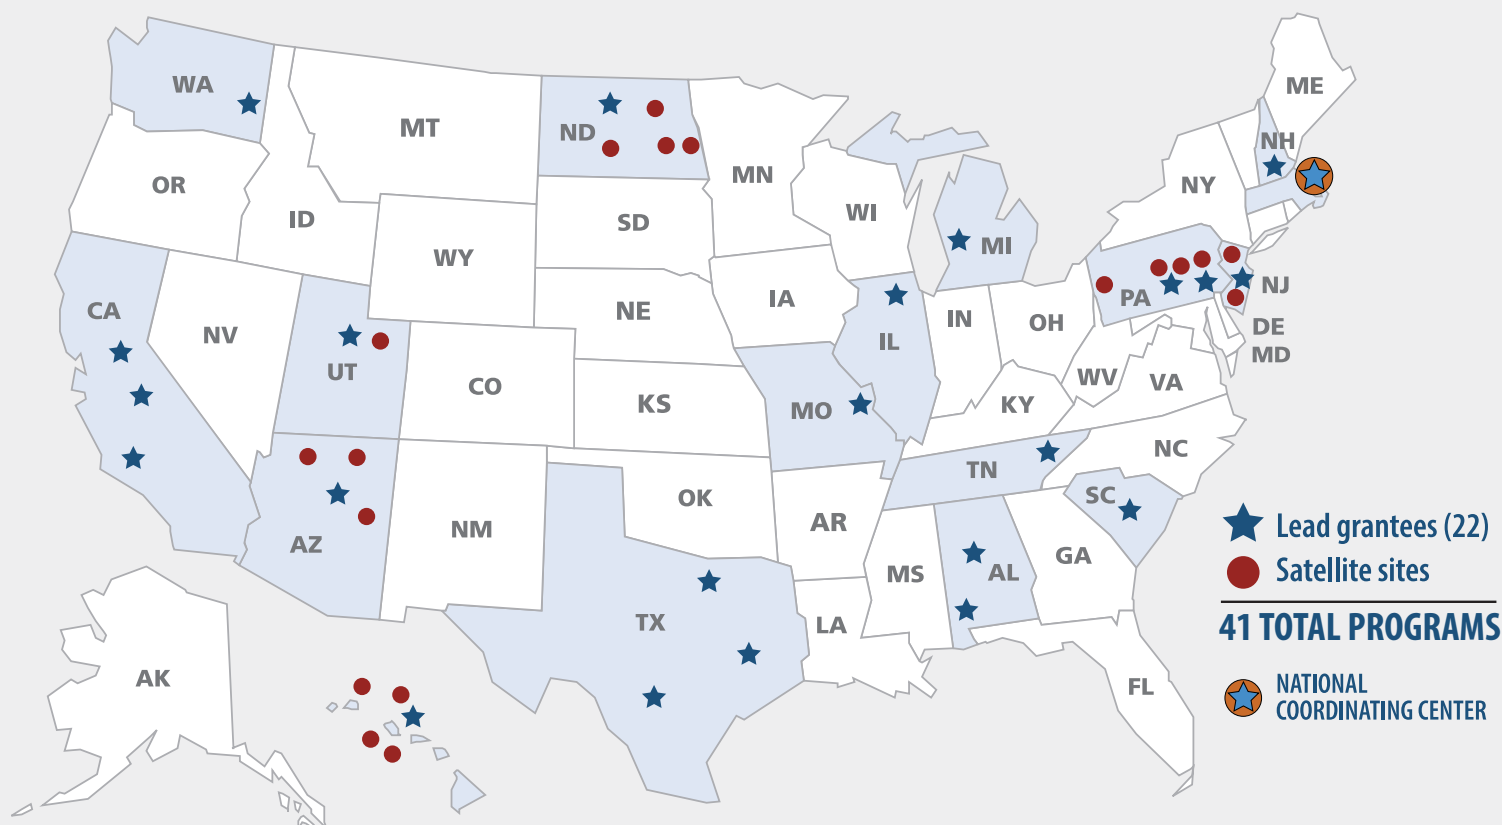 ME
WA
MT
ND
NH
MN
OR
NY
WI
ID
SD
MI
WY
NJ
PA
IA
CA
NE
IN
OH
NV
DE
IL
MD
UT
WV
VA
CO
KS
MO
KY
NC
TN
SC
OK
AR
NM
AZ
Lead grantees (22)
GA
MS
AL
Satellite sites
TX
LA
41 TOTAL PROGRAMS
AK
FL
NATIONAL
COORDINATING CENTER